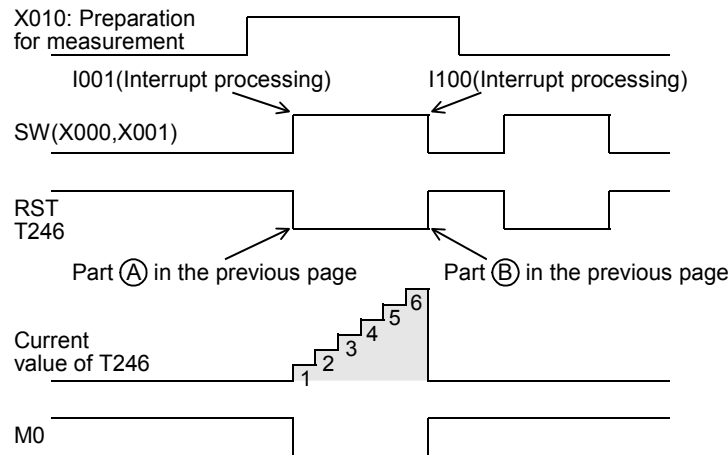 X010: Preparation
for measurement
I001(Interrupt processing)
I100(Interrupt processing)
SW(X000,X001)
RST
T246
Part Ⓐ in the previous page
Part Ⓑ in the previous page
Current
value of T246
1
2
3
4
5
6
M0